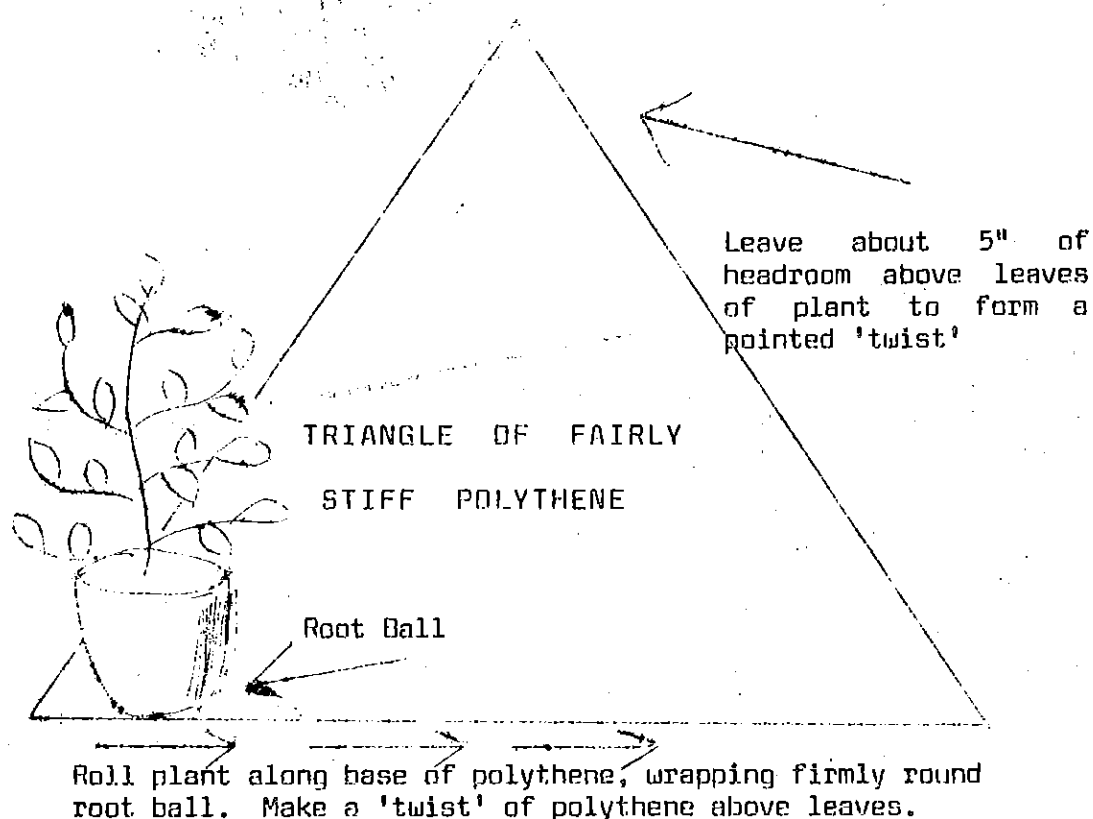 Leave about 5" of
headroom above leaves
of plant to form a
pointed 'twist'
TRIANGLE OF FAIRLY
STIFF POLYTHENE
Root Ball
Roll plant along base of polythene, wrapping firmly round
root ball. Make a 'twist' of polythene above leaves.